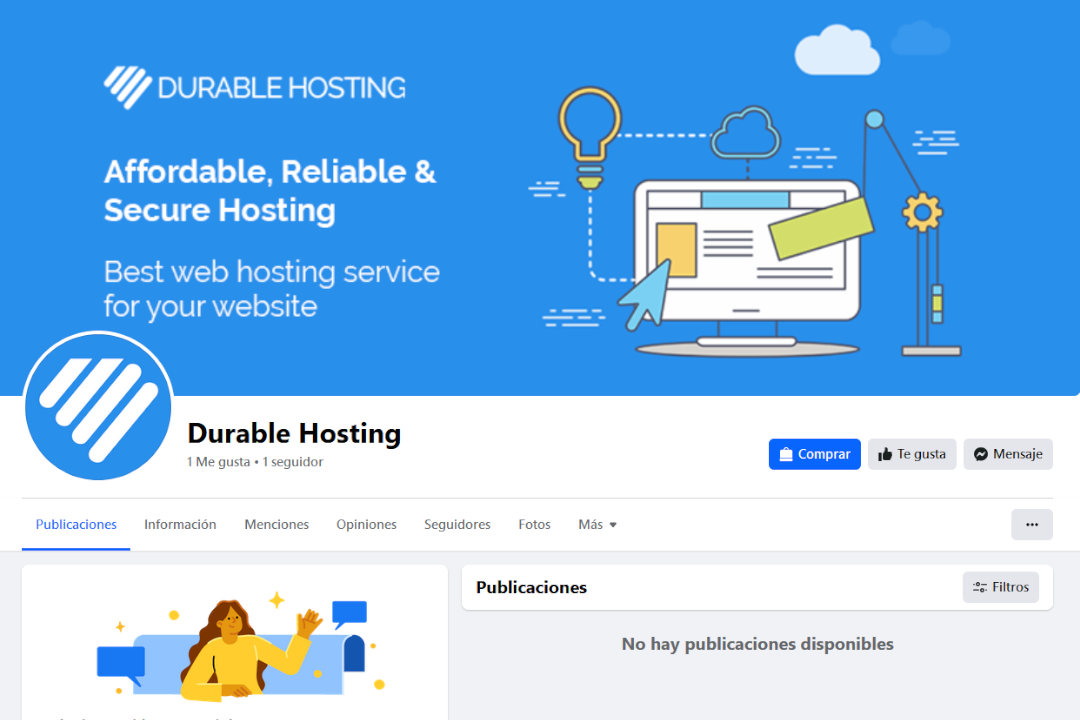 DURABLE HOSTING
Affordable, Reliable &
Secure Hosting
Best web hosting service
for your website
Durable Hosting
1 Me gusta • 1 seguidor
Comprar
Te gusta
Mensaje
Publicaciones
Información
Menciones
Opiniones
Seguidores
Fotos
Más
Publicaciones
Filtros
No hay publicaciones disponibles